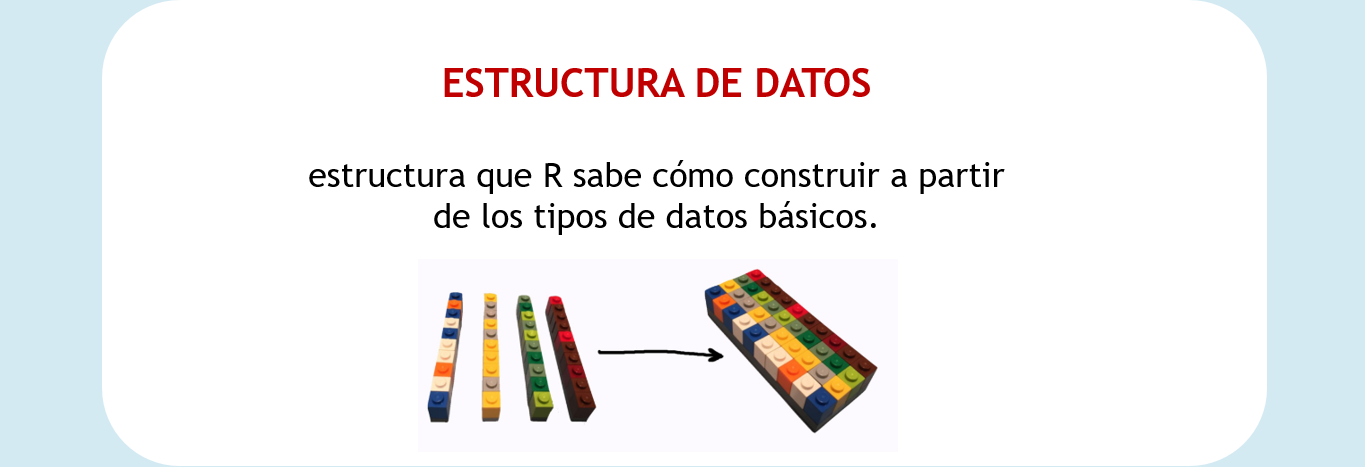 ESTRUCTURA DE DATOS
estructura que R sabe cómo construir a partir
de los tipos de datos básicos.